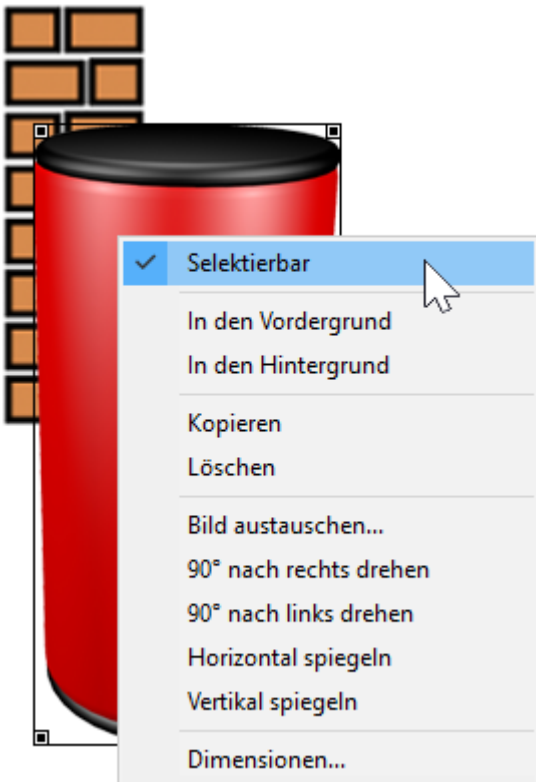 Selektierbar
In den Vordergrund
In den Hintergrund
Kopieren
Löschen
Bild austauschen...
90° nach rechts drehen
90° nach links drehen
Horizontal spiegeln
Vertikal spiegeln
Dimensionen...